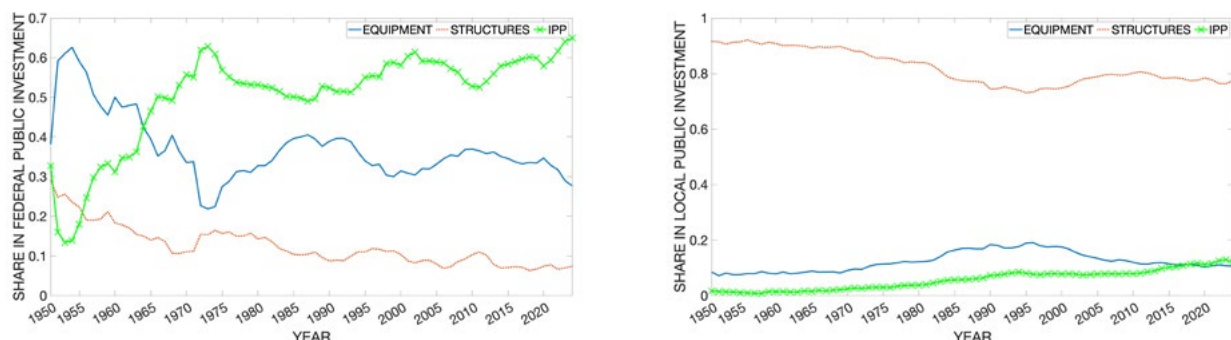 SHARE IN FEDERAL PUBLIC INVESTMENT
0.7
0.6
0.5
0.4
0.3
0.2
0.1
0
EQUIPMENT STRUCTURES IPP
1950 1955 1960 1965 1970 1975 1980 1985 1990 1995 2000 2005 2010 2015 2020
YEAR
SHARE IN LOCAL PUBLIC INVESTMENT
1
0.8
0.6
0.4
0.2
0
EQUIPMENT STRUCTURES IPP
1950 1955 1960 1965 1970 1975 1980 1985 1990 1995 2000 2005 2010 2015 2020
YEAR